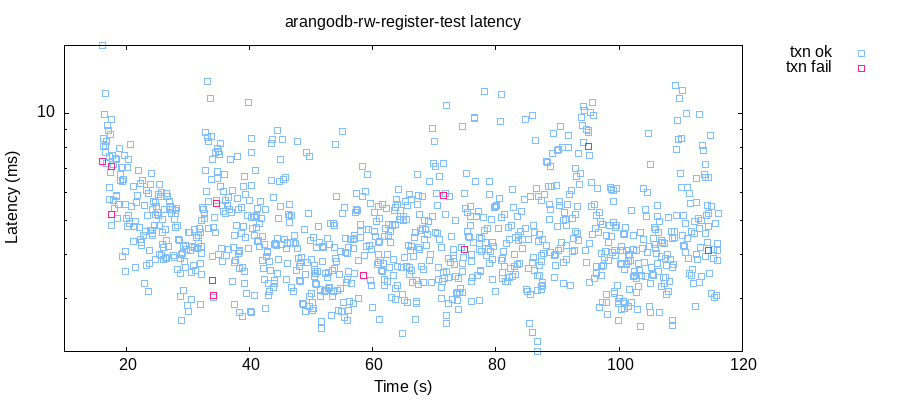 arangodb-rw-register-test latency
txn ok
txn fail
10
Latency (ms)
20 40 60 80 100 120
Time (s)